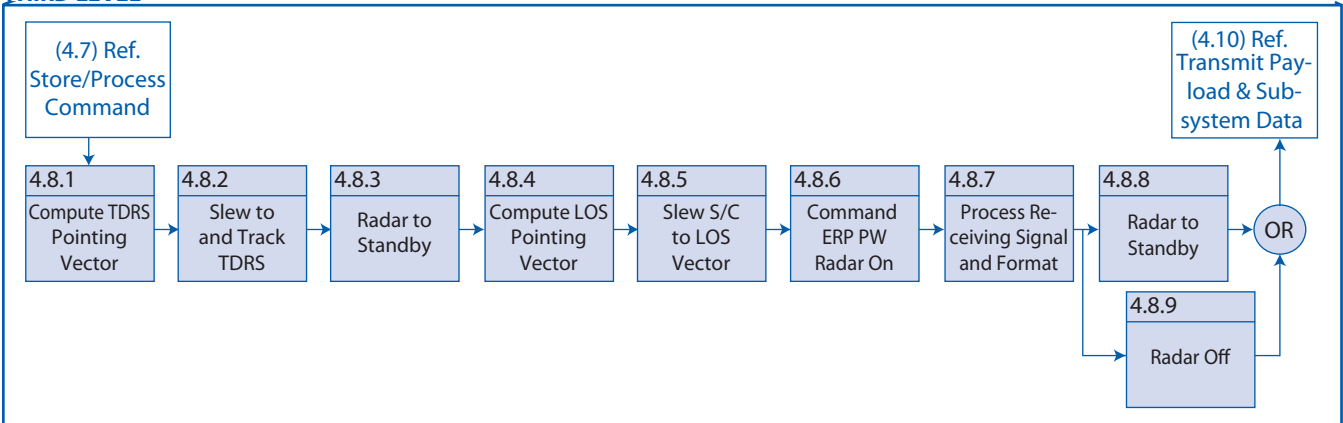 (4.7) Ref.
Store/Process
Command
(4.10) Ref.
Transmit Pay-
load & Sub-
system Data
4.8.1
Compute TDRS
Pointing
Vector
4.8.2
Slew to
and Track
TDRS
4.8.3
Radar to
Standby
4.8.4
Compute LOS
Pointing
Vector
4.8.5
Slew S/C
to LOS
Vector
4.8.6
Command
ERP PW
Radar On
4.8.7
Process Re-
ceiving Signal
and Format
4.8.8
Radar to
Standby
OR
4.8.9
Radar Off